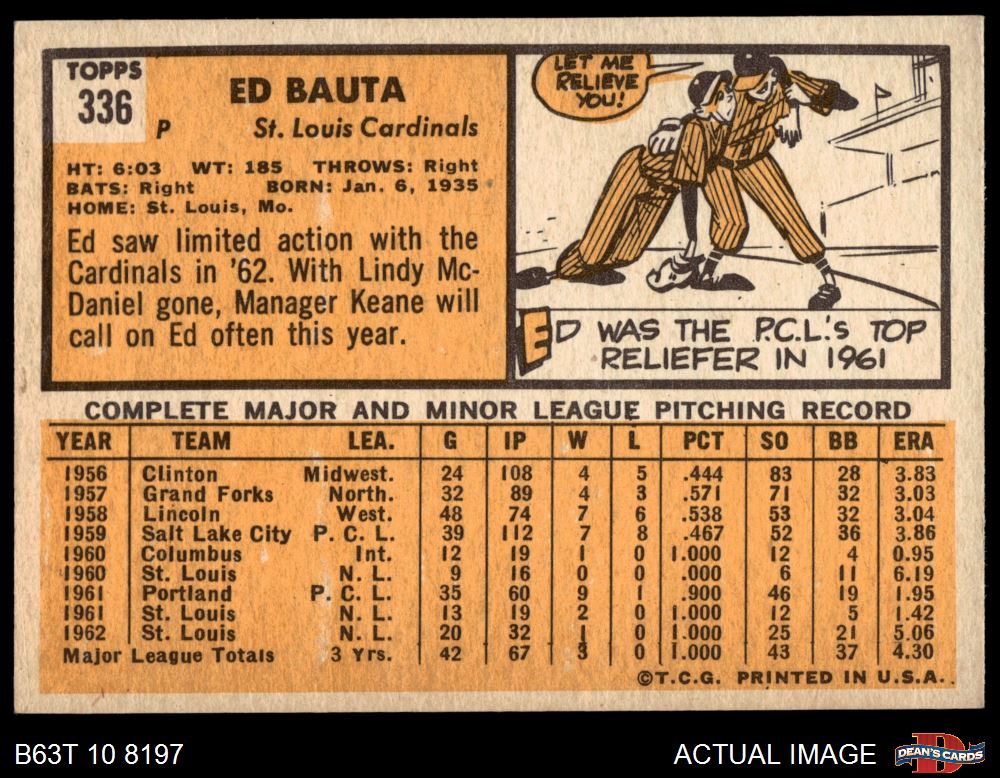 TOPPS
336
ED BAUTA
P St. Louis Cardinals
HT: 6:03 WT: 185 THROWS: Right
BATS: Right BORN: Jan. 6, 1935
HOME: St. Louis, Mo.
Ed saw limited action with the
Cardinals in '62. With Lindy Mc-
Daniel gone, Manager Keane will
call on Ed often this year.
LET ME
RELIEVE
YOU!
ED WAS THE P.C.L.'S TOP
RELIEFER IN 1961
COMPLETE MAJOR AND MINOR LEAGUE PITCHING RECORD
YEAR TEAM LEA. G IP W L PCT SO BB ERA
1956 Clinton Midwest. 24 108 4 5 .444 83 28 3.83
1957 Grand Forks North. 32 89 4 3 .571 71 32 3.03
1958 Lincoln West. 48 74 7 6 .538 53 32 3.04
1959 Salt Lake City P. C. L. 39 112 7 8 .467 52 36 3.86
1960 Columbus Int. 12 19 1 0 1.000 12 4 0.95
1960 St. Louis N. L. 9 16 0 0 .000 6 11 6.19
1961 Portland P. C. L. 35 60 9 1 .900 46 19 1.95
1961 St. Louis N. L. 13 19 2 0 1.000 12 5 1.42
1962 St. Louis N. L. 20 32 1 0 1.000 25 21 5.06
Major League Totals 3 Yrs. 42 67 3 0 1.000 43 37 4.30
©T.C.G. PRINTED IN U.S.A.
B63T 10 8197 ACTUAL IMAGE DEAN'S CARDS